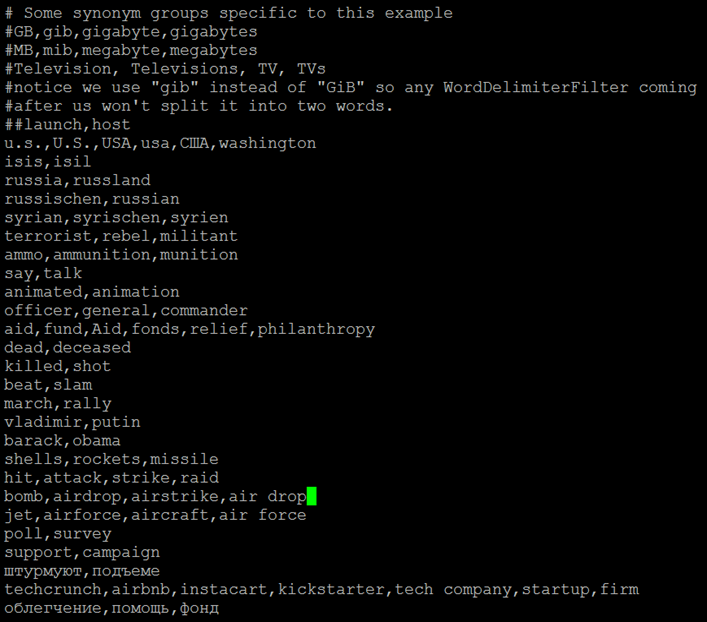 # Some synonym groups specific to this example
#GB,gib,gigabyte,gigabytes
#MB,mib,megabyte,megabytes
#Television, Televisions, TV, TVs
#notice we use "gib" instead of "GiB" so any WordDelimiterFilter coming
#after us won't split it into two words.
##launch,host
u.s.,U.S.,USA,usa,США,washington
isis,isil
russia,russland
russischen,russian
syrian,syrischen,syrien
terrorist,rebel,militant
ammo,ammunition,munition
say,talk
animated,animation
officer,general,commander
aid,fund,Aid,fonds,relief,philanthropy
dead,deceased
killed,shot
beat,slam
march,rally
vladimir,putin
barack,obama
shells,rockets,missile
hit,attack,strike,raid
bomb,airdrop,airstrike,air drop
jet,airforce,aircraft,air force
poll,survey
support,campaign
штурмуют,подъеме
techcrunch,airbnb,instacart,kickstarter,tech company,startup,firm
облегчение,помощь,фонд